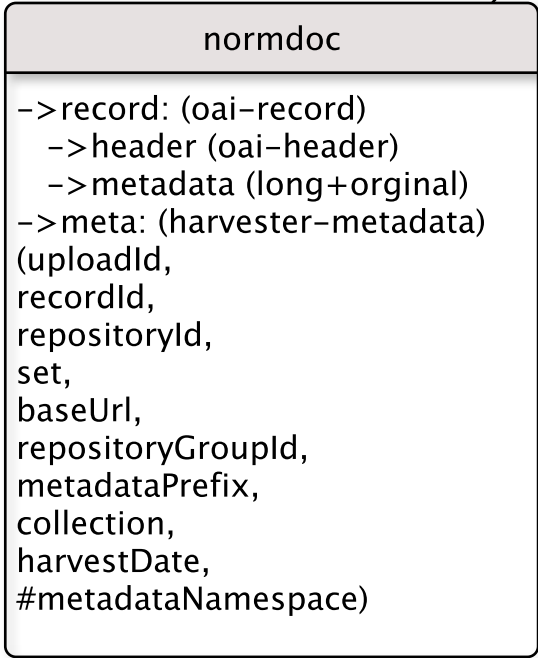 normdoc
->record: (oai-record)
->header (oai-header)
->metadata (long+orginal)
->meta: (harvester-metadata)
(uploadId,
recordId,
repositoryId,
set,
baseUrl,
repositoryGroupId,
metadataPrefix,
collection,
harvestDate,
#metadataNamespace)